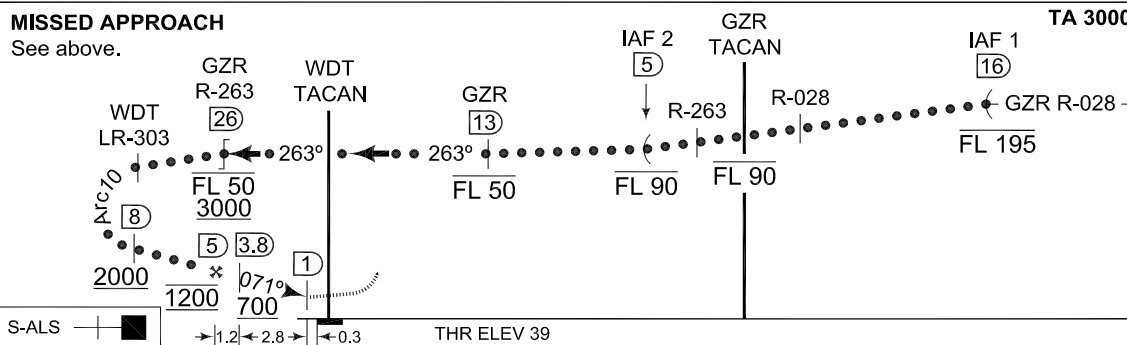 MISSED APPROACH
See above.
TA 3000
GZR
TACAN
IAF 2
5
IAF 1
16
GZR
R-263
26
WDT
TACAN
WDT
LR-303
GZR
13
R-263
R-028
GZR R-028
263º
263º
FL 195
FL 50
3000
FL 50
FL 90
FL 90
Arc10
8
5
3.8
1
2000
1200
071º
700
S-ALS
1.2
2.8
0.3
THR ELEV 39